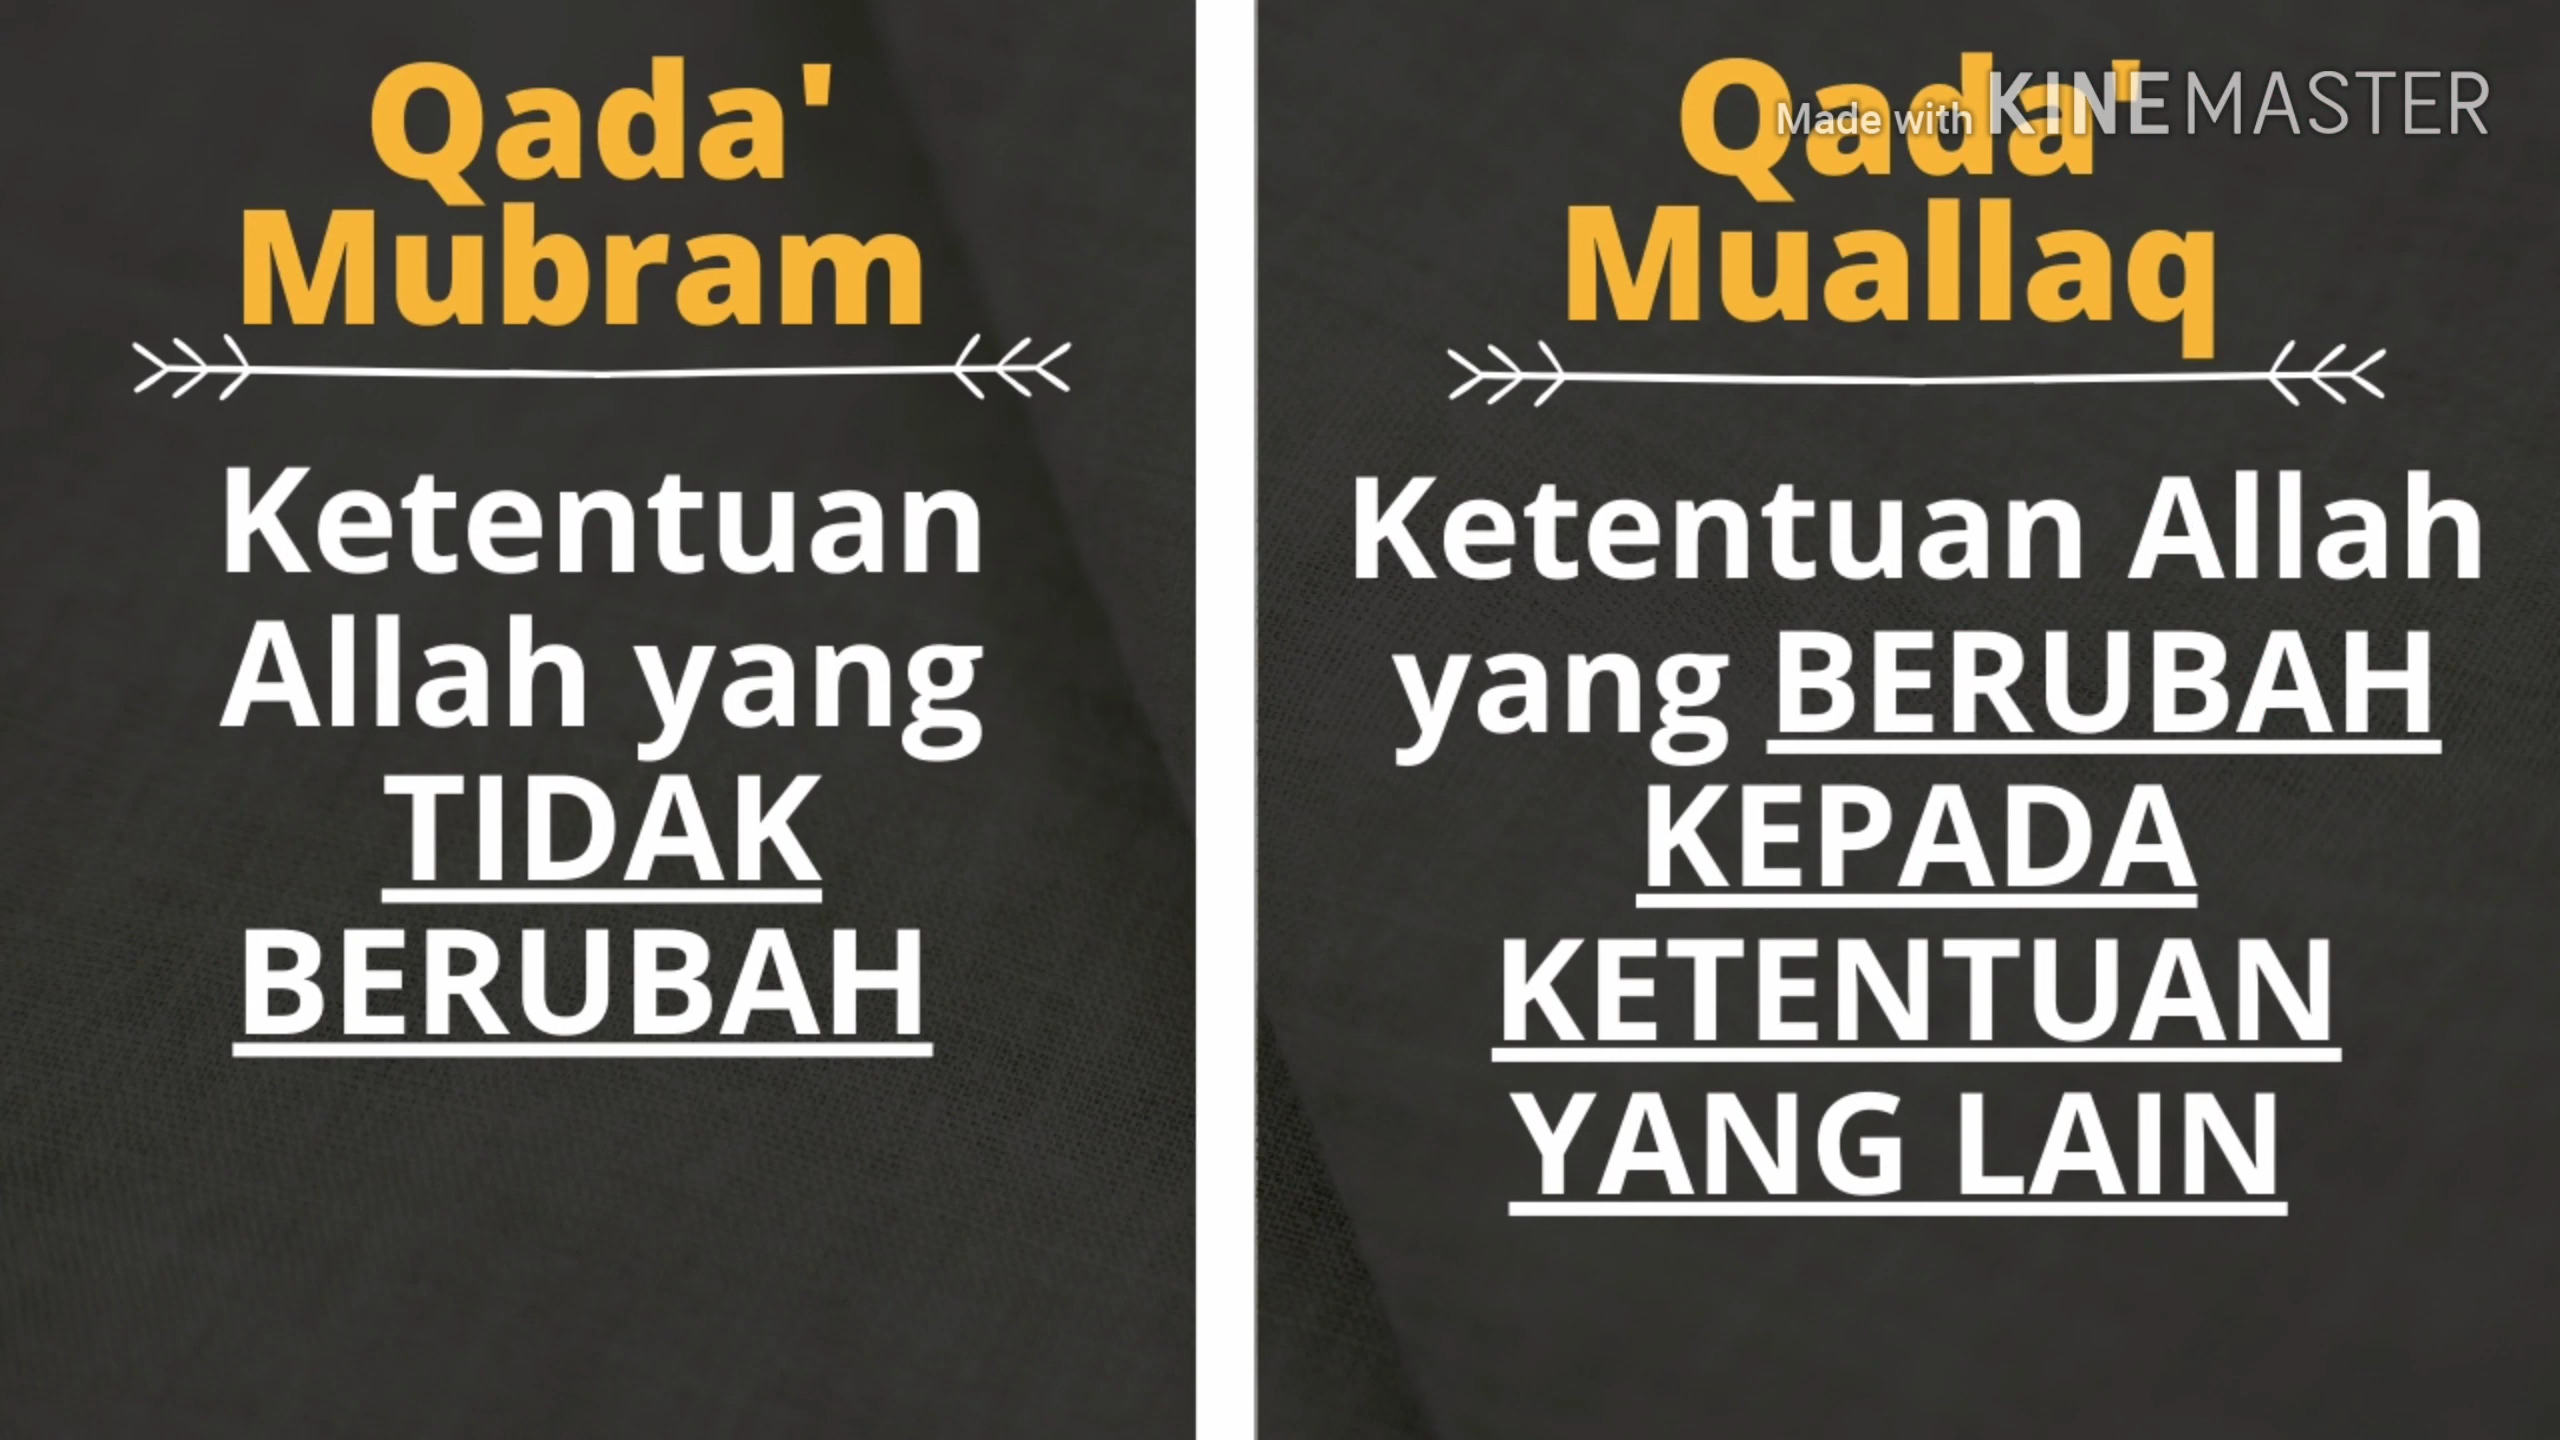 Qada'
Mubram
Ketentuan
Allah yang
TIDAK
BERUBAH
Qada'
Muallaq
Made with KINEMASTER
Ketentuan Allah
yang BERUBAH
KEPADA
KETENTUAN
YANG LAIN